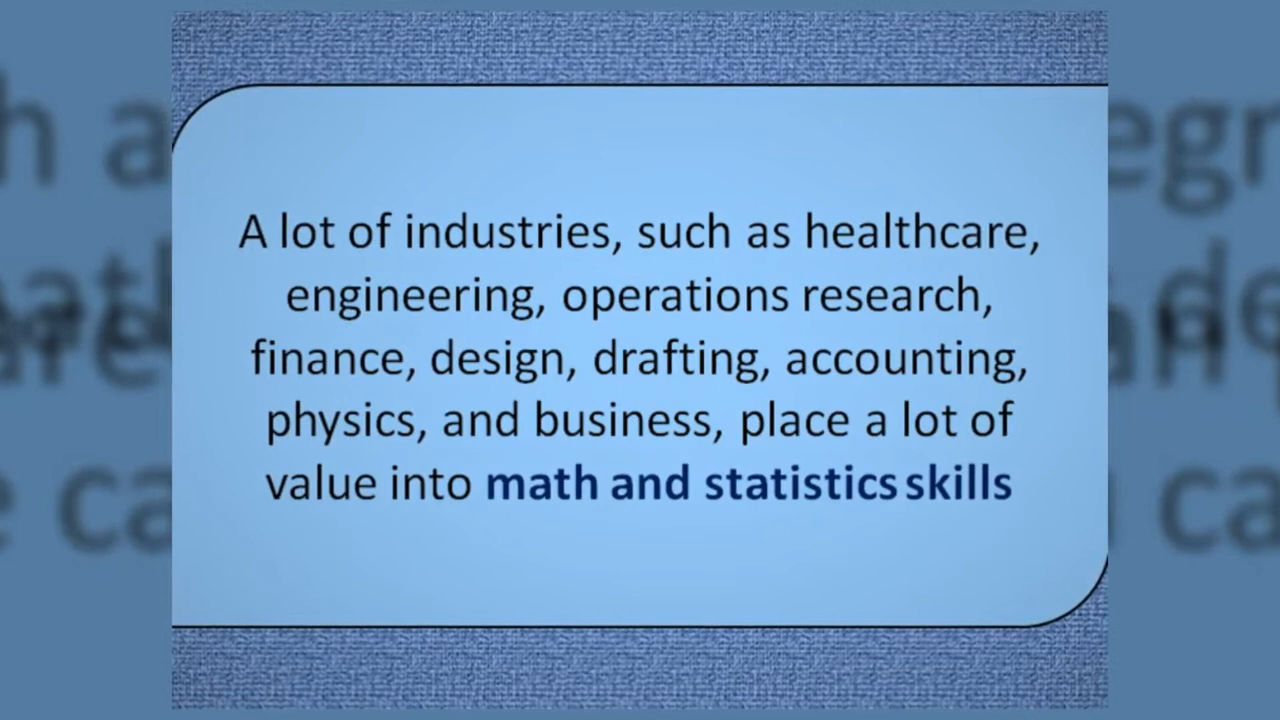 A lot of industries, such as healthcare,
engineering, operations research,
finance, design, drafting, accounting,
physics, and business, place a lot of
value into math and statistics skills